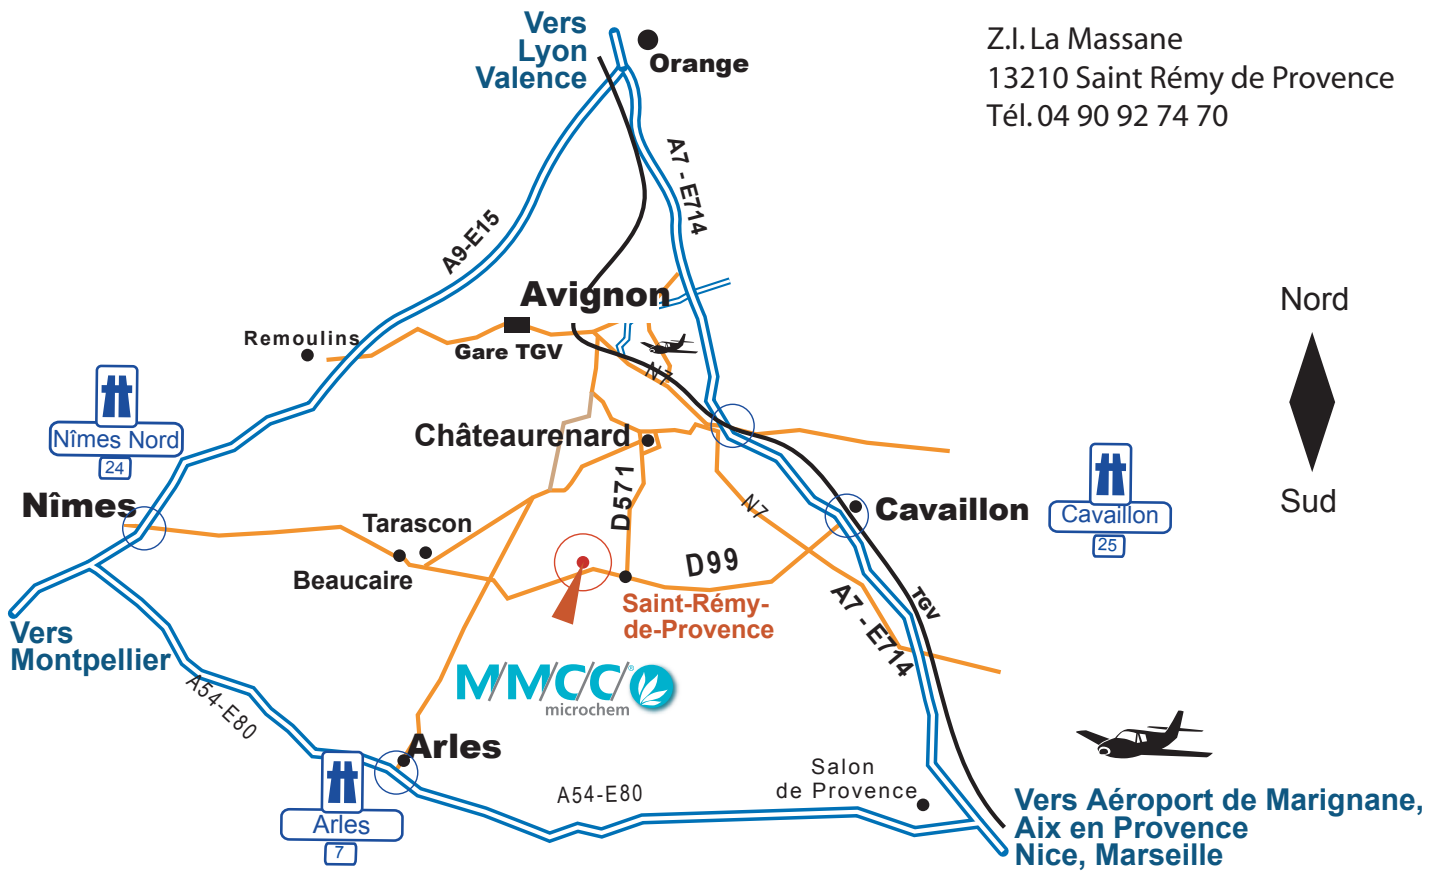 Vers
Lyon
Valence
Orange
Z.I. La Massane
13210 Saint Rémy de Provence
Tél. 04 90 92 74 70
A7 - E714
A9-E15
Avignon
Nord
Sud
Remoulins
Gare TGV
N7
Nîmes Nord
24
Châteaurenard
Nîmes
D571
N7
Cavaillon
Cavaillon
25
Tarascon
Beaucaire
D99
Saint-Rémy-
de-Provence
A7 - E714
TGV
Vers
Montpellier
A54-E80
M/MC/C/
®
microchem
Arles
Arles
7
A54-E80
Salon
de Provence
Vers Aéroport de Marignane,
Aix en Provence
Nice, Marseille